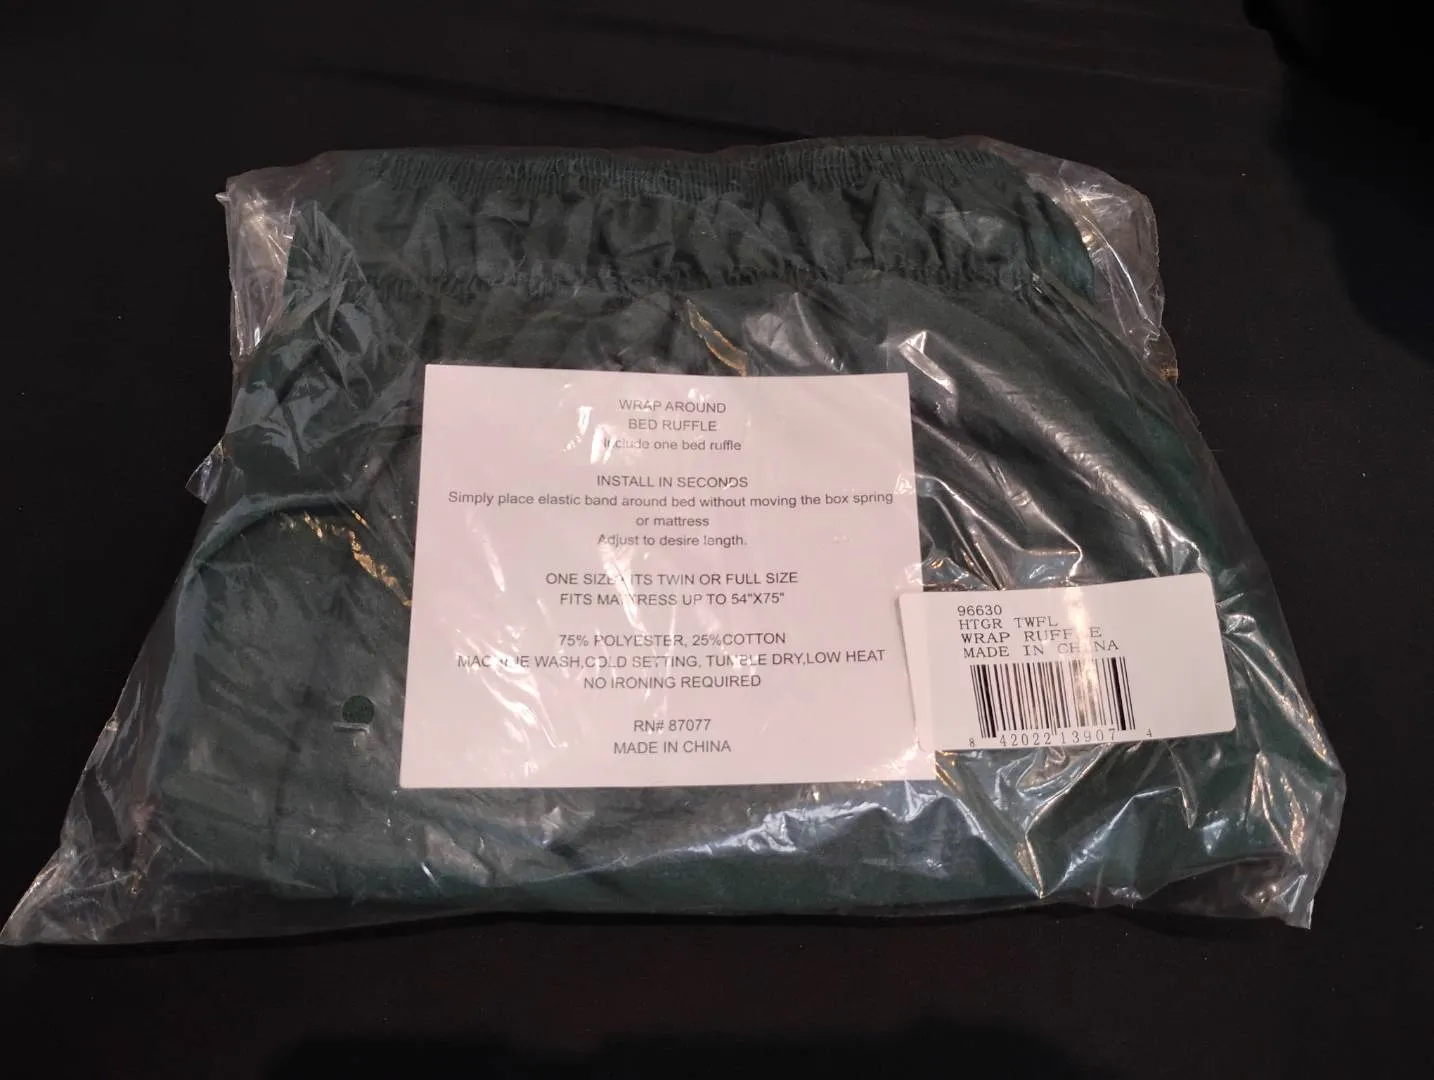 WRAP AROUND
BED RUFFLE
Include one bed ruffle
INSTALL IN SECONDS
Simply place elastic band around bed without moving the box spring
or mattress
Adjust to desire length.
ONE SIZE FITS TWIN OR FULL SIZE
FITS MATTRESS UP TO 54"X75"
75% POLYESTER, 25%COTTON
MACHINE WASH,COLD SETTING, TUMBLE DRY,LOW HEAT
NO IRONING REQUIRED
RN# 87077
MADE IN CHINA
96630
HTGR TWFL
WRAP RUFFLE
MADE IN CHINA
8 42022 13907 4